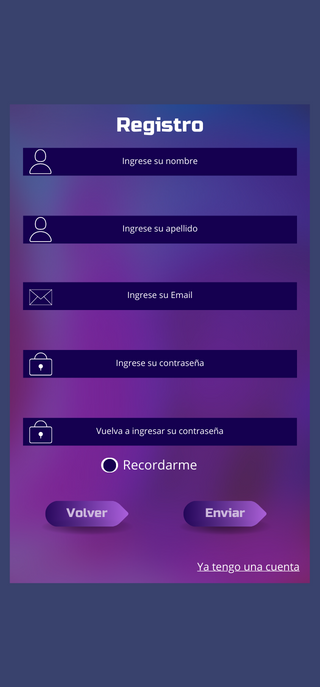 Registro
Ingrese su nombre
Ingrese su apellido
Ingrese su Email
Ingrese su contraseña
Vuelva a ingresar su contraseña
Recordarme
Volver
Enviar
Ya tengo una cuenta